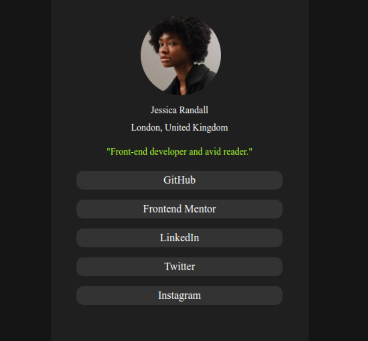 Jessica Randall
London, United Kingdom
"Front-end developer and avid reader."
GitHub
Frontend Mentor
LinkedIn
Twitter
Instagram